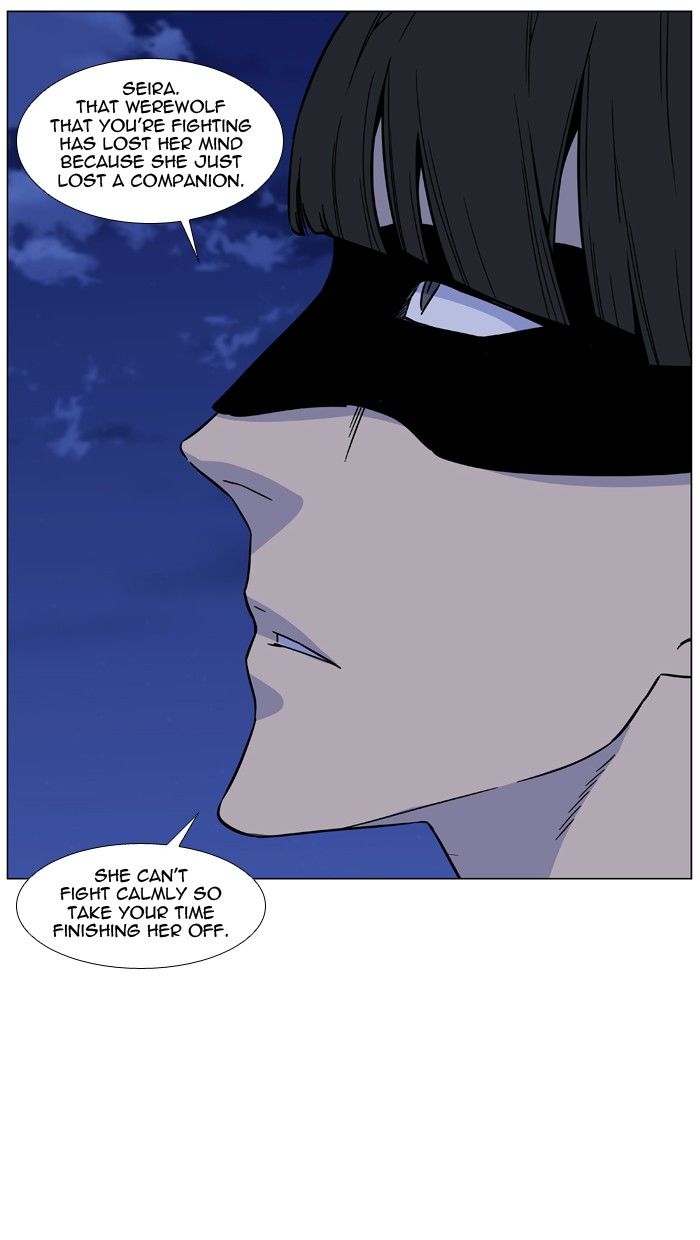 SEIRA.
THAT WEREWOLF
THAT YOU'RE FIGHTING
HAS LOST HER MIND
BECAUSE SHE JUST
LOST A COMPANION.
SHE CAN'T
FIGHT CALMLY SO
TAKE YOUR TIME
FINISHING HER OFF.